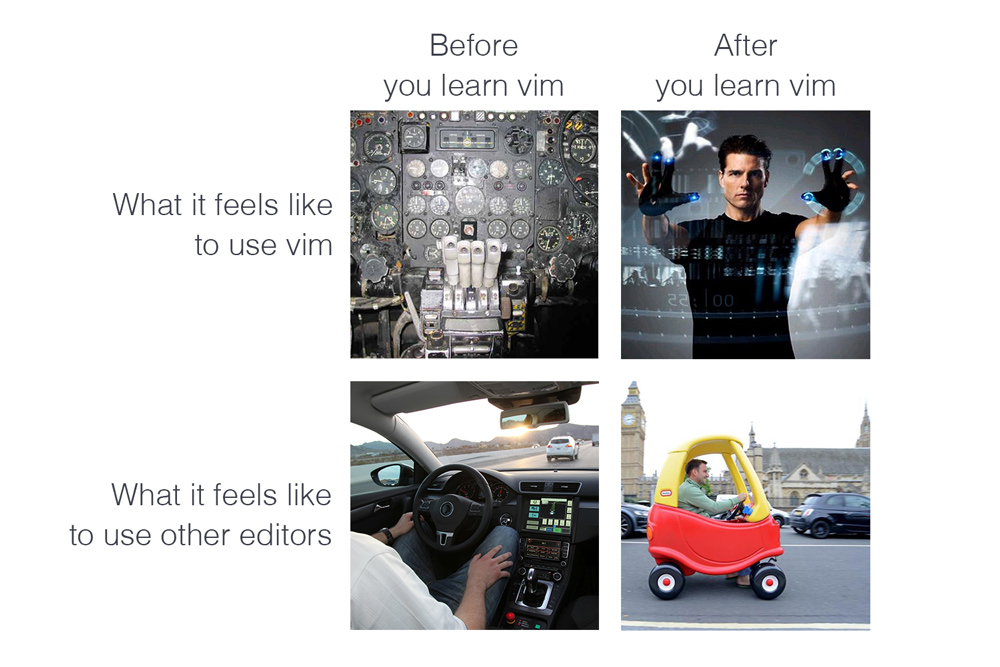 Before
you learn vim
After
you learn vim
What it feels like
to use vim
What it feels like
to use other editors